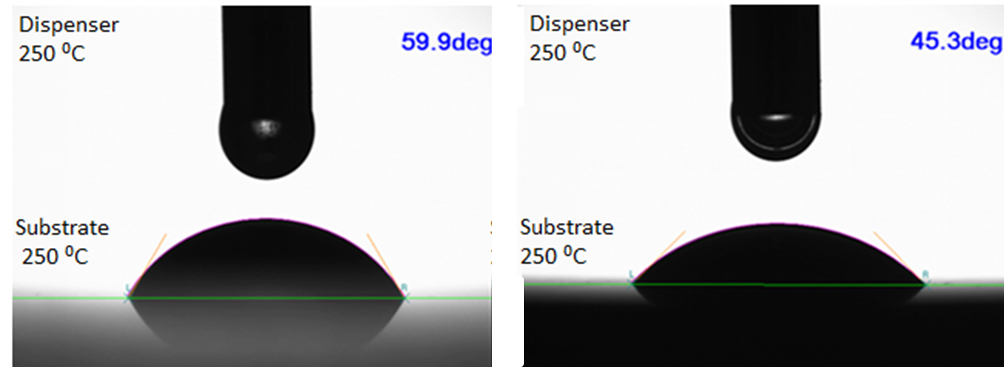 Dispenser
250 ⁰C
59.9deg
Substrate
250 ⁰C
L
R
Dispenser
250 ⁰C
45.3deg
Substrate
250 ⁰C
L
R